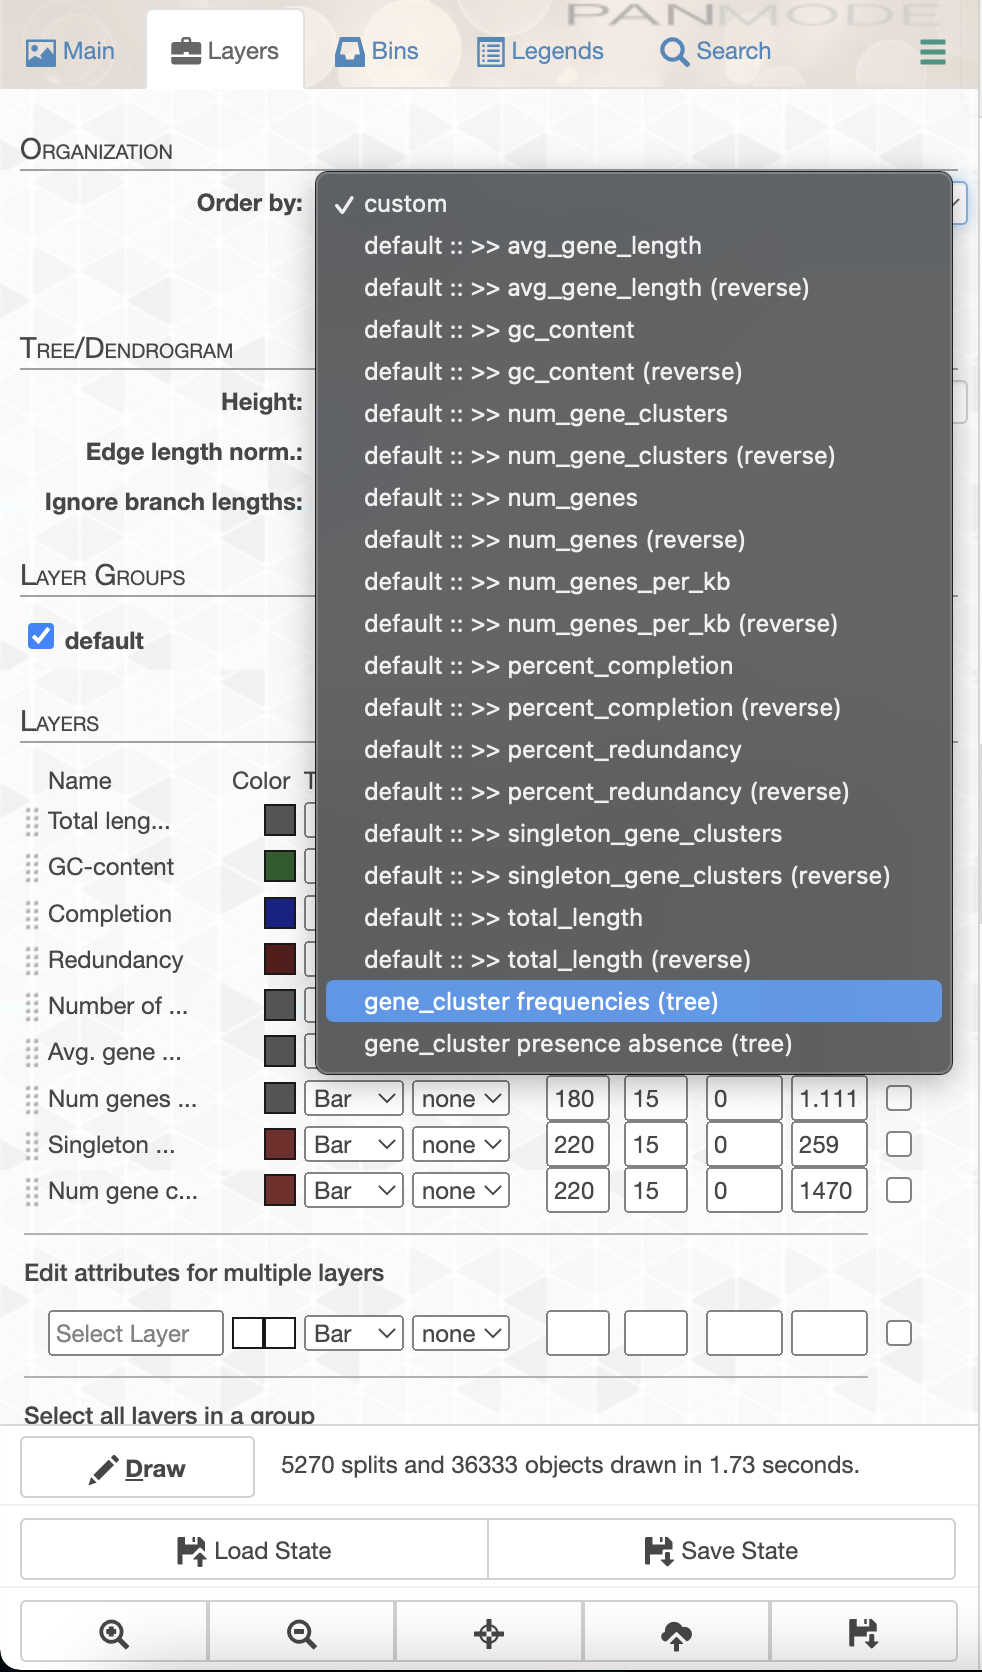 PANMODE
Main Layers Bins Legends Search
Organization
Order by:
✓ custom
default :: >> avg_gene_length
default :: >> avg_gene_length (reverse)
default :: >> gc_content
default :: >> gc_content (reverse)
default :: >> num_gene_clusters
default :: >> num_gene_clusters (reverse)
default :: >> num_genes
default :: >> num_genes (reverse)
default :: >> num_genes_per_kb
default :: >> num_genes_per_kb (reverse)
default :: >> percent_completion
default :: >> percent_completion (reverse)
default :: >> percent_redundancy
default :: >> percent_redundancy (reverse)
default :: >> singleton_gene_clusters
default :: >> singleton_gene_clusters (reverse)
default :: >> total_length
default :: >> total_length (reverse)
gene_cluster frequencies (tree)
gene_cluster presence absence (tree)
Tree/Dendrogram
Height:
Edge length norm.:
Ignore branch lengths:
Layer Groups
default
Layers
Name Color T
Total leng...
GC-content
Completion
Redundancy
Number of ...
Avg. gene ...
Num genes ... Bar none 180 15 0 1.111
Singleton ... Bar none 220 15 0 259
Num gene c... Bar none 220 15 0 1470
Edit attributes for multiple layers
Select Layer Bar none
Select all layers in a group
Draw 5270 splits and 36333 objects drawn in 1.73 seconds.
Load State Save State